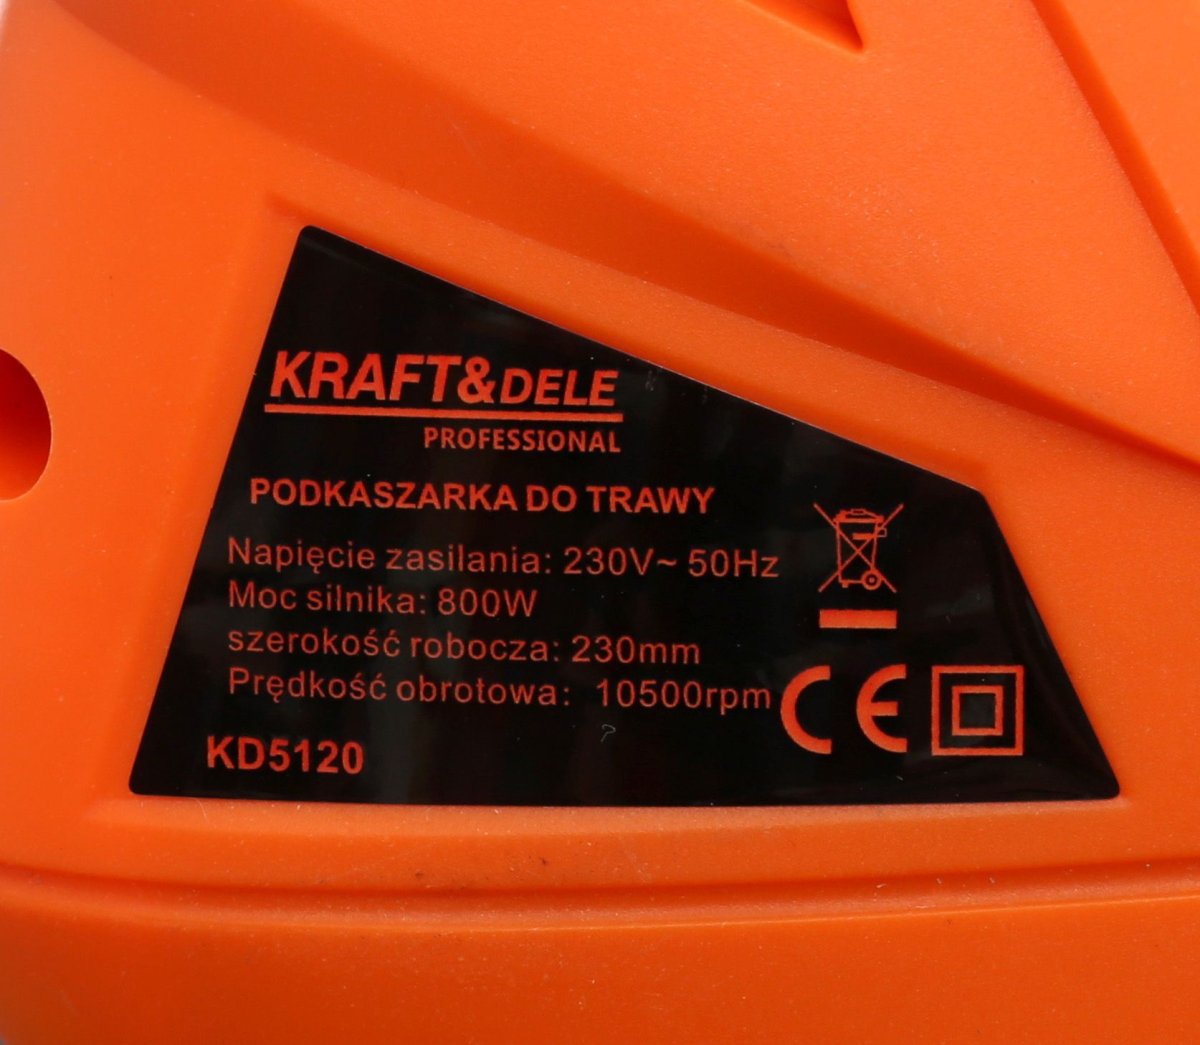 KRAFT&DELE
PROFESSIONAL
PODKASZARKA DO TRAWY
Napięcie zasilania: 230V~ 50Hz
Moc silnika: 800W
szerokość robocza: 230mm
Prędkość obrotowa: 10500rpm
CE
KD5120